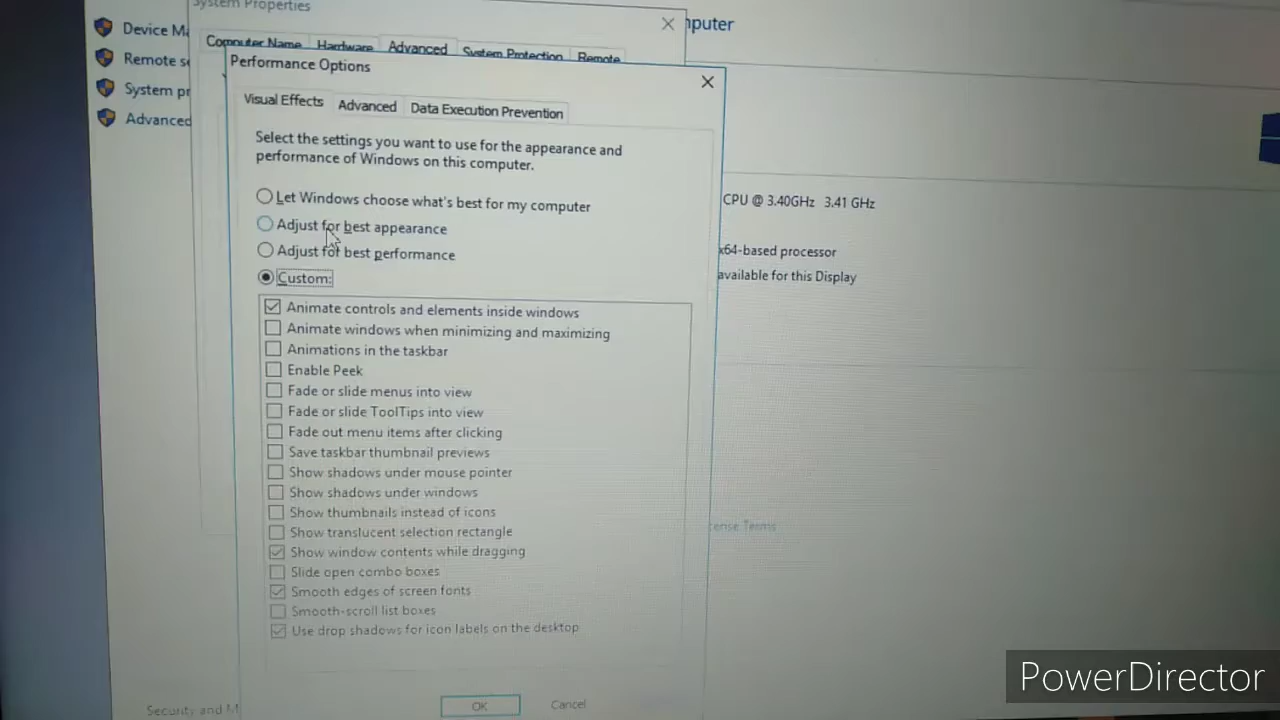 System Properties
Computer Name
Hardware
Advanced
System Protection
Remote
Device M
Remote se
System pr
Advanced
Performance Options
Visual Effects
Advanced
Data Execution Prevention
Select the settings you want to use for the appearance and
performance of Windows on this computer.
Let Windows choose what's best for my computer
Adjust for best appearance
Adjust for best performance
Custom:
Animate controls and elements inside windows
Animate windows when minimizing and maximizing
Animations in the taskbar
Enable Peek
Fade or slide menus into view
Fade or slide ToolTips into view
Fade out menu items after clicking
Save taskbar thumbnail previews
Show shadows under mouse pointer
Show shadows under windows
Show thumbnails instead of icons
Show translucent selection rectangle
Show window contents while dragging
Slide open combo boxes
Smooth edges of screen fonts
Smooth-scroll list boxes
Use drop shadows for icon labels on the desktop
OK
Cancel
mputer
CPU @ 3.40GHz 3.41 GHz
x64-based processor
available for this Display
cense Terms
Security and M
PowerDirector